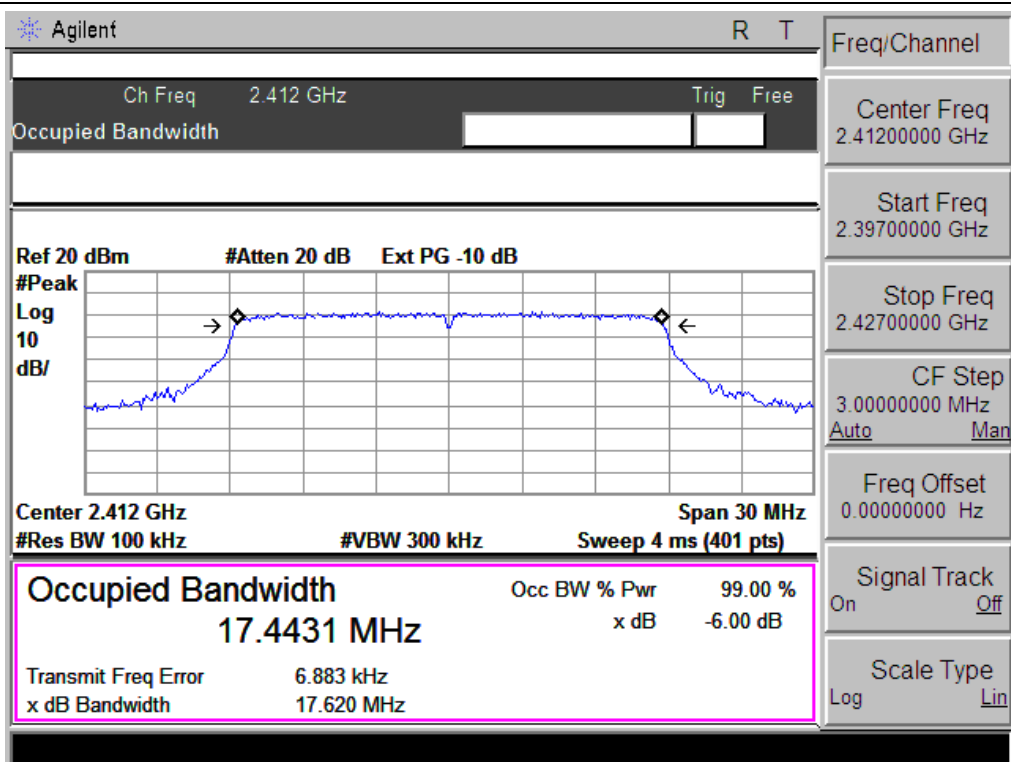 Agilent R T
Ch Freq 2.412 GHz Trig Free
Occupied Bandwidth
Ref 20 dBm #Atten 20 dB Ext PG -10 dB
#Peak
Log
10
dB/
Center 2.412 GHz Span 30 MHz
#Res BW 100 kHz #VBW 300 kHz Sweep 4 ms (401 pts)
Occupied Bandwidth Occ BW % Pwr 99.00 %
17.4431 MHz x dB -6.00 dB
Transmit Freq Error 6.883 kHz
x dB Bandwidth 17.620 MHz
Freq/Channel
Center Freq
2.41200000 GHz
Start Freq
2.39700000 GHz
Stop Freq
2.42700000 GHz
CF Step
3.00000000 MHz
Auto Man
Freq Offset
0.00000000 Hz
Signal Track
On Off
Scale Type
Log Lin